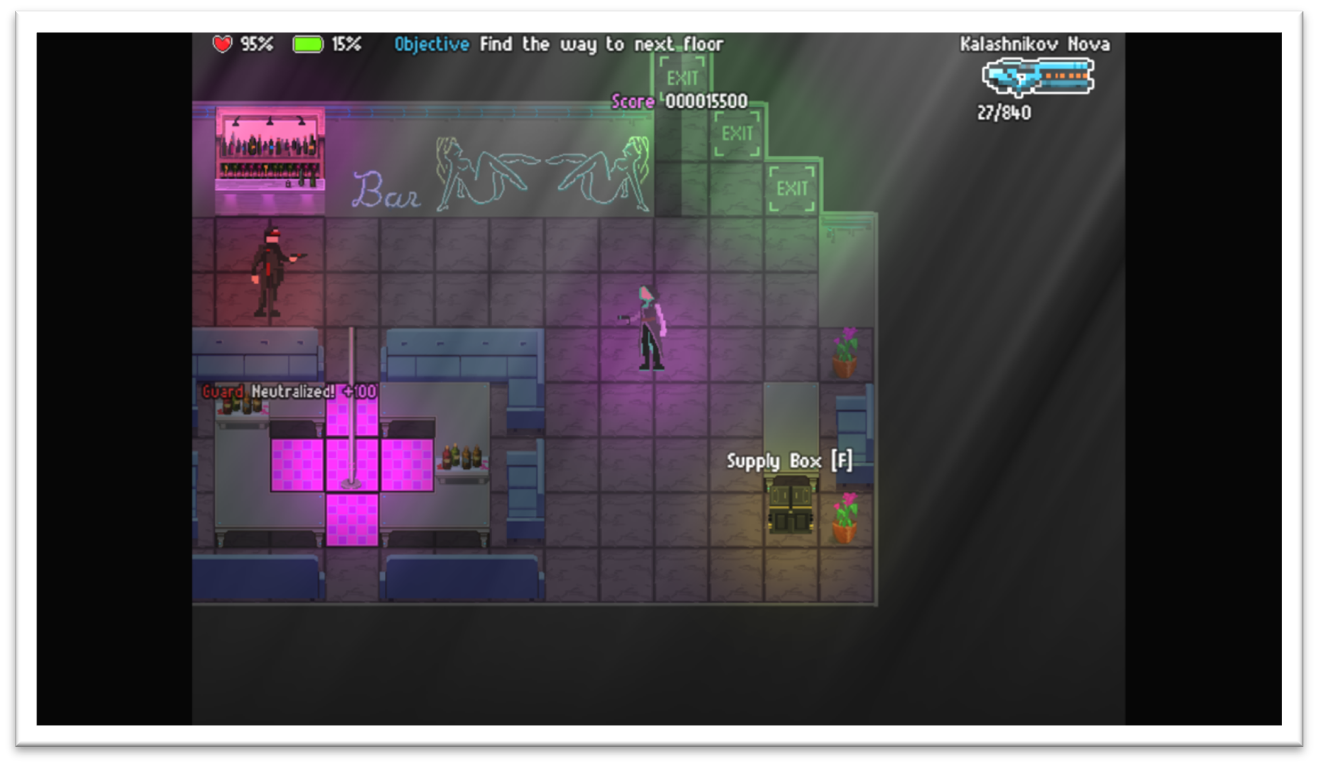 95% 15% Objective Find the way to next floor
Kalashnikov Nova
27/840
EXIT
Score 000015500
EXIT
EXIT
Bar
Guard Neutralized! +100
Supply Box [F]